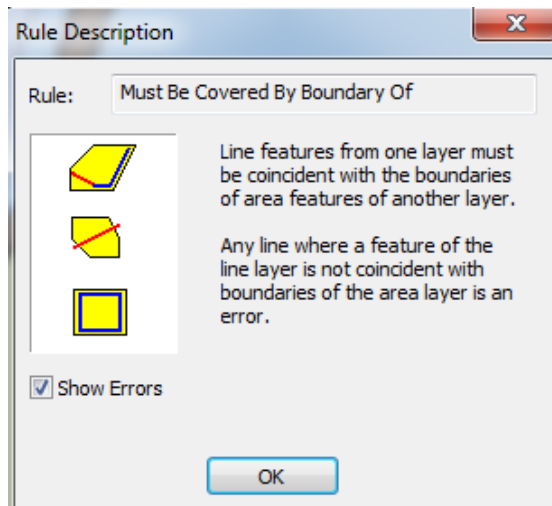 Rule Description
Rule:
Must Be Covered By Boundary Of
Line features from one layer must
be coincident with the boundaries
of area features of another layer.
Any line where a feature of the
line layer is not coincident with
boundaries of the area layer is an
error.
Show Errors
OK